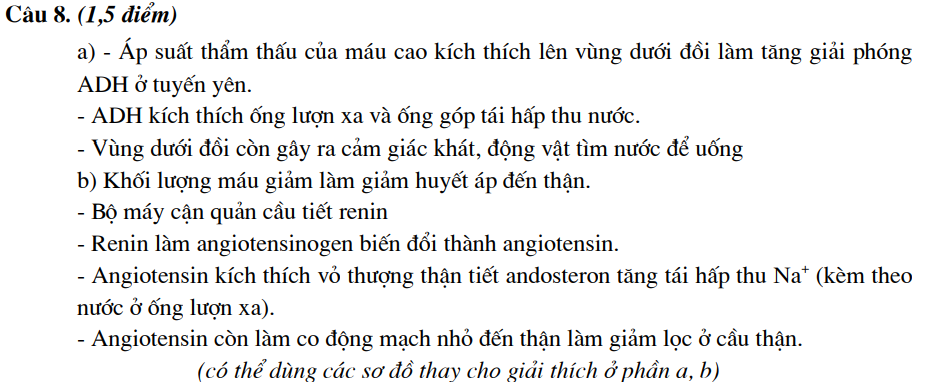 Câu 8. (1,5 điểm)
a) - Áp suất thẩm thấu của máu cao kích thích lên vùng dưới đồi làm tăng giải phóng
ADH ở tuyến yên.
- ADH kích thích ống lượn xa và ống góp tái hấp thu nước.
- Vùng dưới đồi còn gây ra cảm giác khát, động vật tìm nước để uống
b) Khối lượng máu giảm làm giảm huyết áp đến thận.
- Bộ máy cận quản cầu tiết renin
- Renin làm angiotensinogen biến đổi thành angiotensin.
- Angiotensin kích thích vỏ thượng thận tiết andosteron tăng tái hấp thu Na⁺ (kèm theo
nước ở ống lượn xa).
- Angiotensin còn làm co động mạch nhỏ đến thận làm giảm lọc ở cầu thận.
(có thể dùng các sơ đồ thay cho giải thích ở phần a, b)